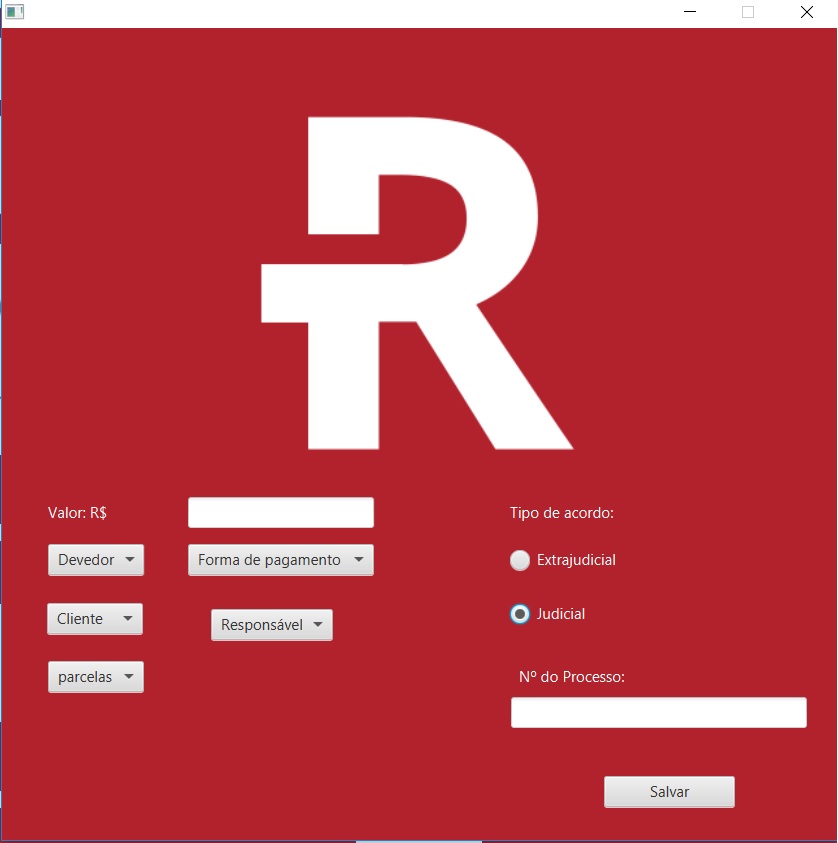 R
Valor: R$
Tipo de acordo:
Devedor
Forma de pagamento
Extrajudicial
Cliente
Responsável
Judicial
parcelas
Nº do Processo:
Salvar